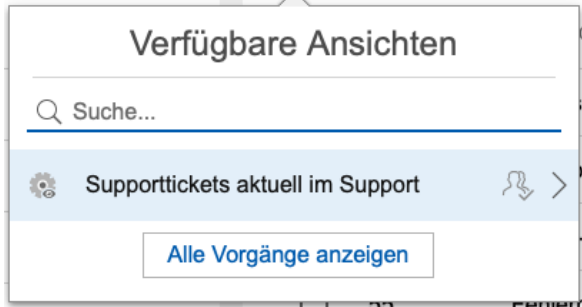 Verfügbare Ansichten
Suche...
Supporttickets aktuell im Support
Alle Vorgänge anzeigen